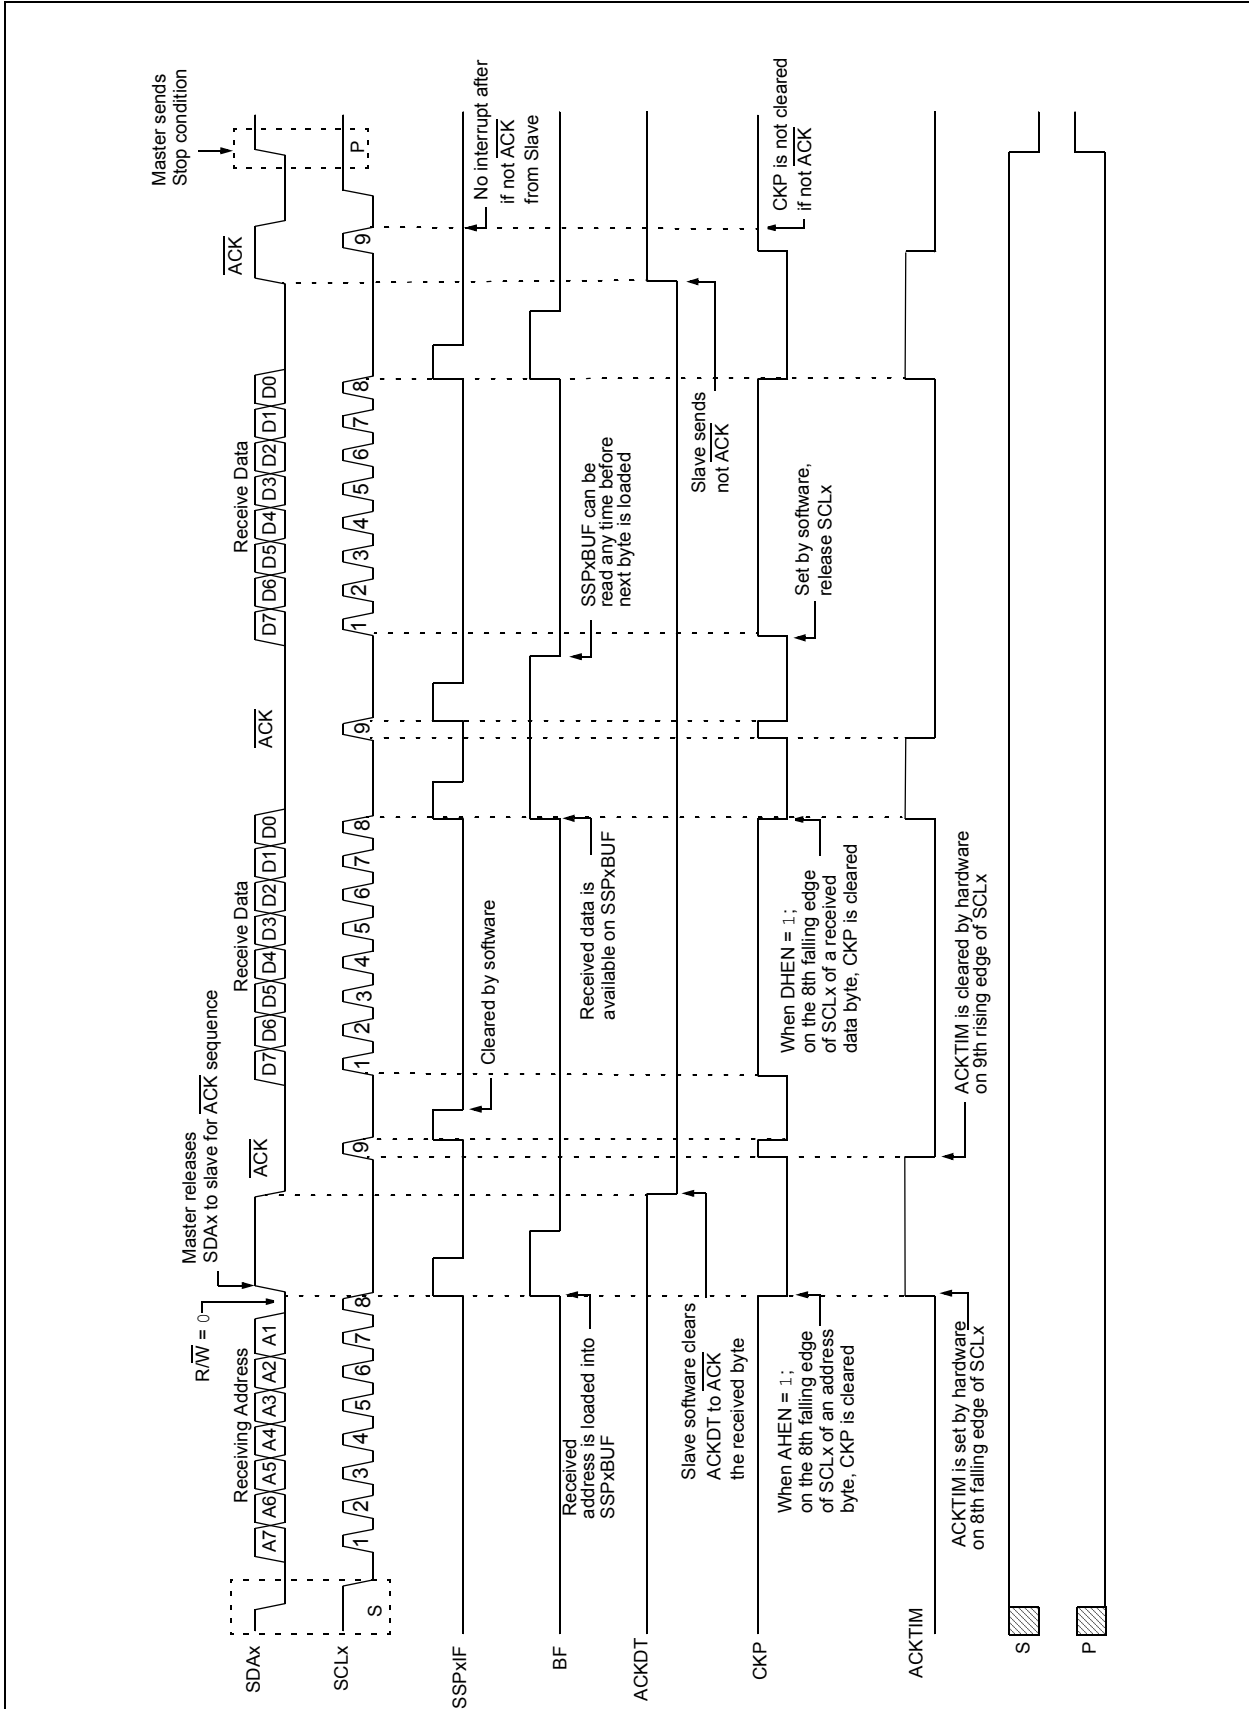 Master releases
SDAx to slave for ACK sequence
Master sends
Stop condition
R/W = 0
Receiving Address
ACK
Receive Data
ACK
Receive Data
ACK
SDAx
A7 A6 A5 A4 A3 A2 A1
D7 D6 D5 D4 D3 D2 D1 D0
D7 D6 D5 D4 D3 D2 D1 D0
SCLx
S
1 2 3 4 5 6 7 8 9
1 2 3 4 5 6 7 8 9
1 2 3 4 5 6 7 8 9
P
SSPxIF
Cleared by software
No interrupt after
if not ACK
from Slave
BF
Received
address is loaded into
SSPxBUF
Received data is
available on SSPxBUF
SSPxBUF can be
read any time before
next byte is loaded
ACKDT
Slave software clears
ACKDT to ACK
the received byte
Slave sends
not ACK
CKP
When AHEN = 1;
on the 8th falling edge
of SCLx of an address
byte, CKP is cleared
When DHEN = 1;
on the 8th falling edge
of SCLx of a received
data byte, CKP is cleared
Set by software,
release SCLx
CKP is not cleared
if not ACK
ACKTIM
ACKTIM is set by hardware
on 8th falling edge of SCLx
ACKTIM is cleared by hardware
on 9th rising edge of SCLx
S
P